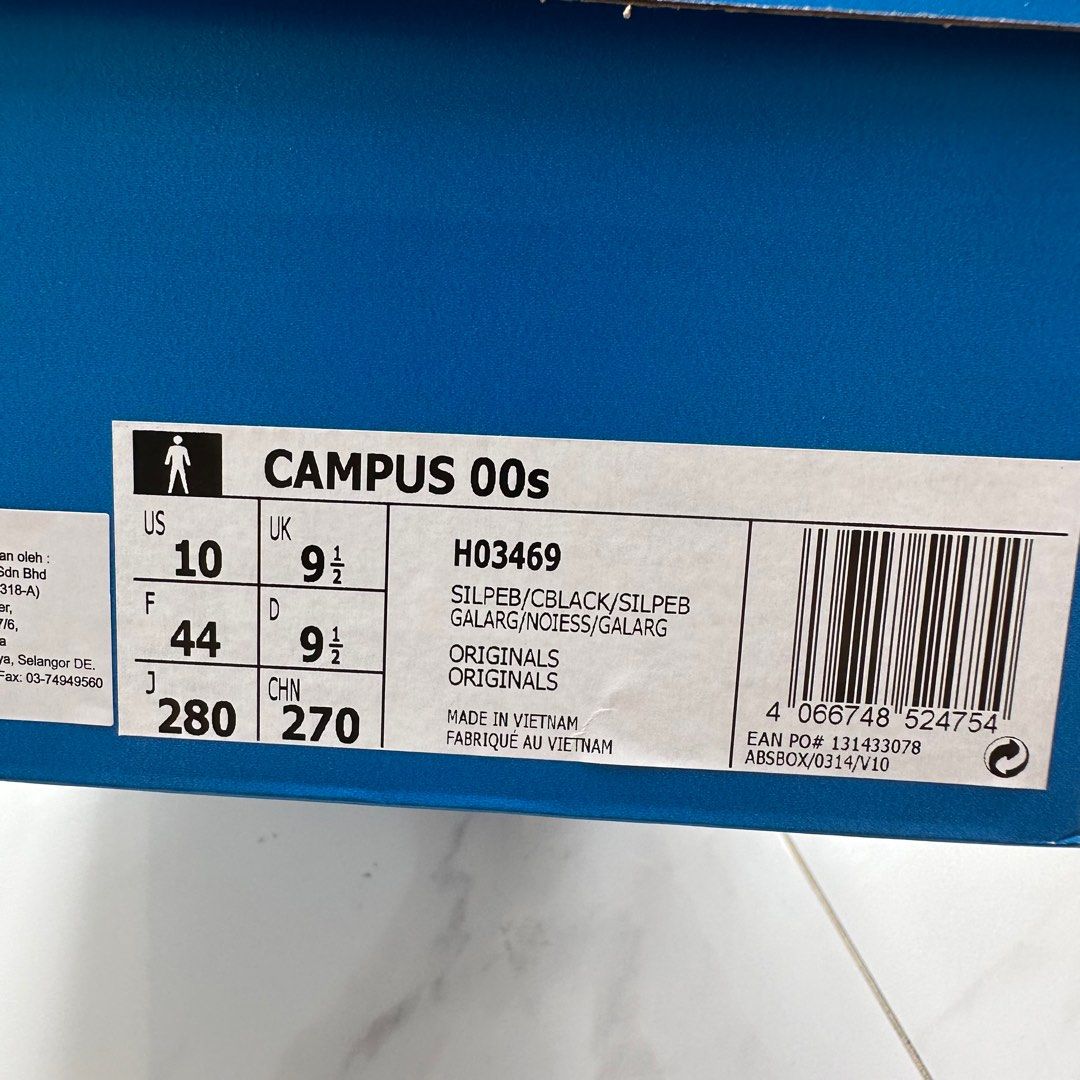 CAMPUS 00s
US 10
UK 9 1/2
F 44
D 9 1/2
J 280
CHN 270
H03469
SILPEB/CBLACK/SILPEB
GALARG/NOIESS/GALARG
ORIGINALS
ORIGINALS
MADE IN VIETNAM
FABRIQUÉ AU VIETNAM
4 066748 524754
EAN PO# 131433078
ABSBOX/0314/V10
an oleh :
Sdn Bhd
318-A)
er,
7/6,
a
ya, Selangor DE.
Fax: 03-74949560